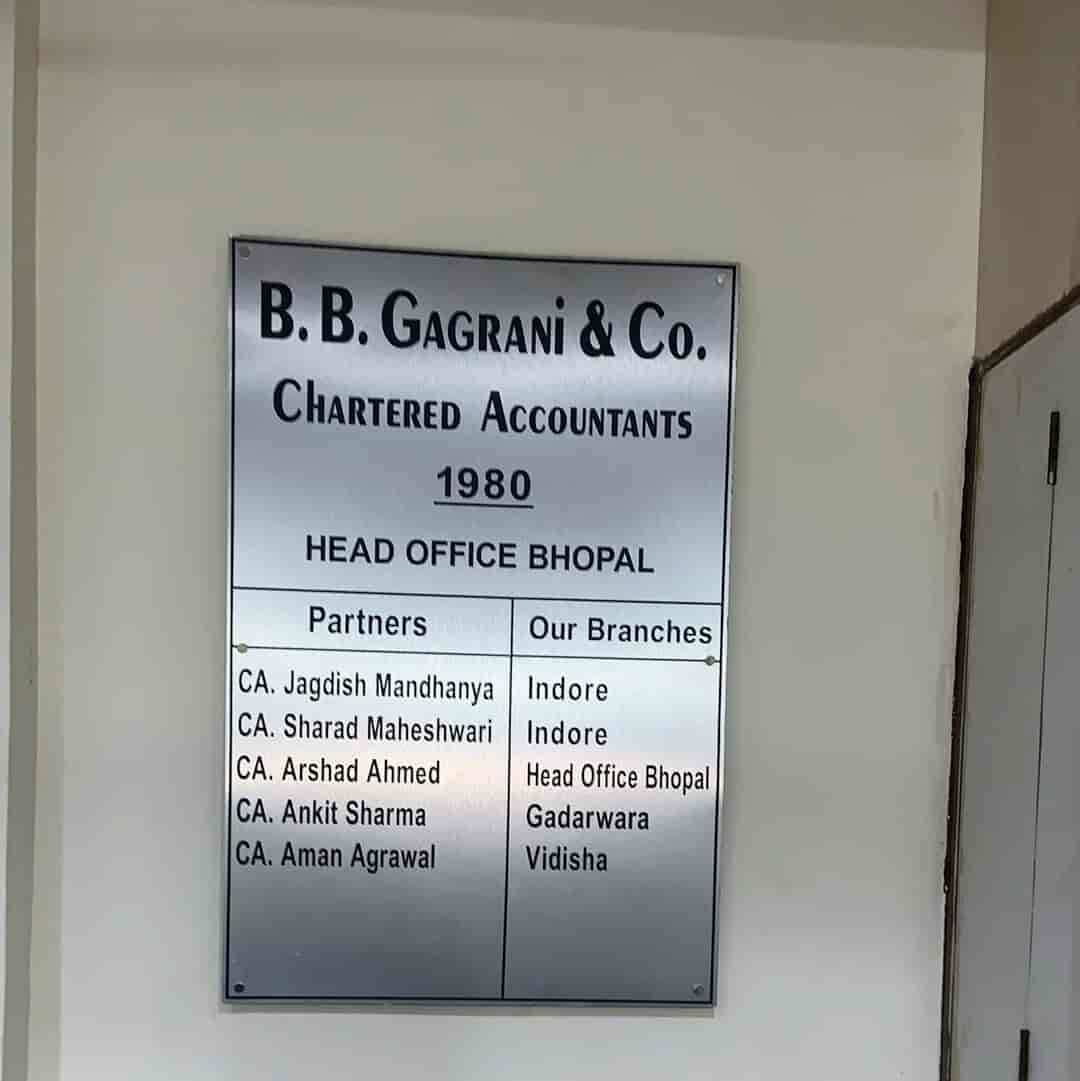 B. B. GAGRANi & CO.
CHARTERED ACCOUNTANTS
1980
HEAD OFFICE BHOPAL
Partners Our Branches
CA. Jagdish Mandhanya Indore
CA. Sharad Maheshwari Indore
CA. Arshad Ahmed Head Office Bhopal
CA. Ankit Sharma Gadarwara
CA. Aman Agrawal Vidisha